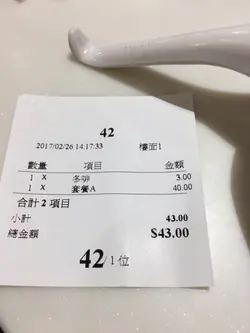 42
2017/02/26 14:17:33 樓面1
數量 項目 金額
1 X 冬啡 3.00
1 X 套餐A 40.00
合計 2 項目
小計 43.00
總金額 $43.00
42/1 位